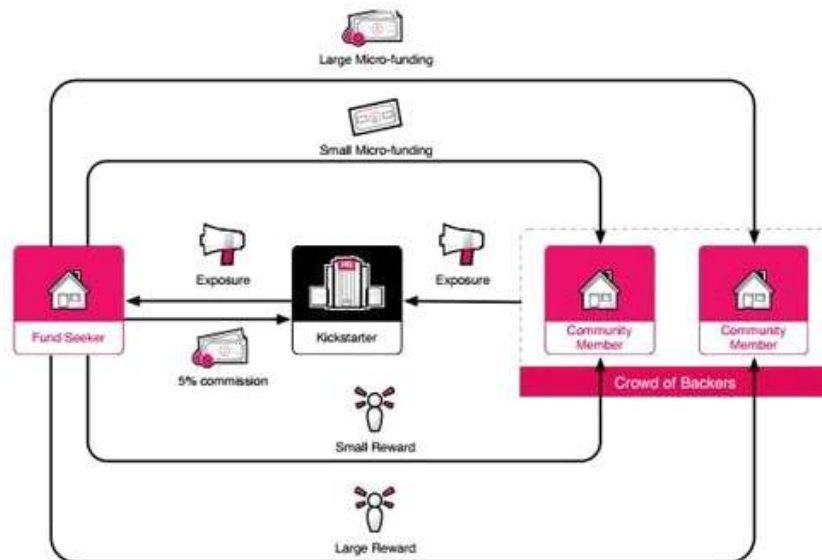 Large Micro-funding
Small Micro-funding
Exposure
Exposure
Fund Seeker
Kickstarter
Community
Member
Community
Member
5% commission
Crowd of Backers
Small Reward
Large Reward